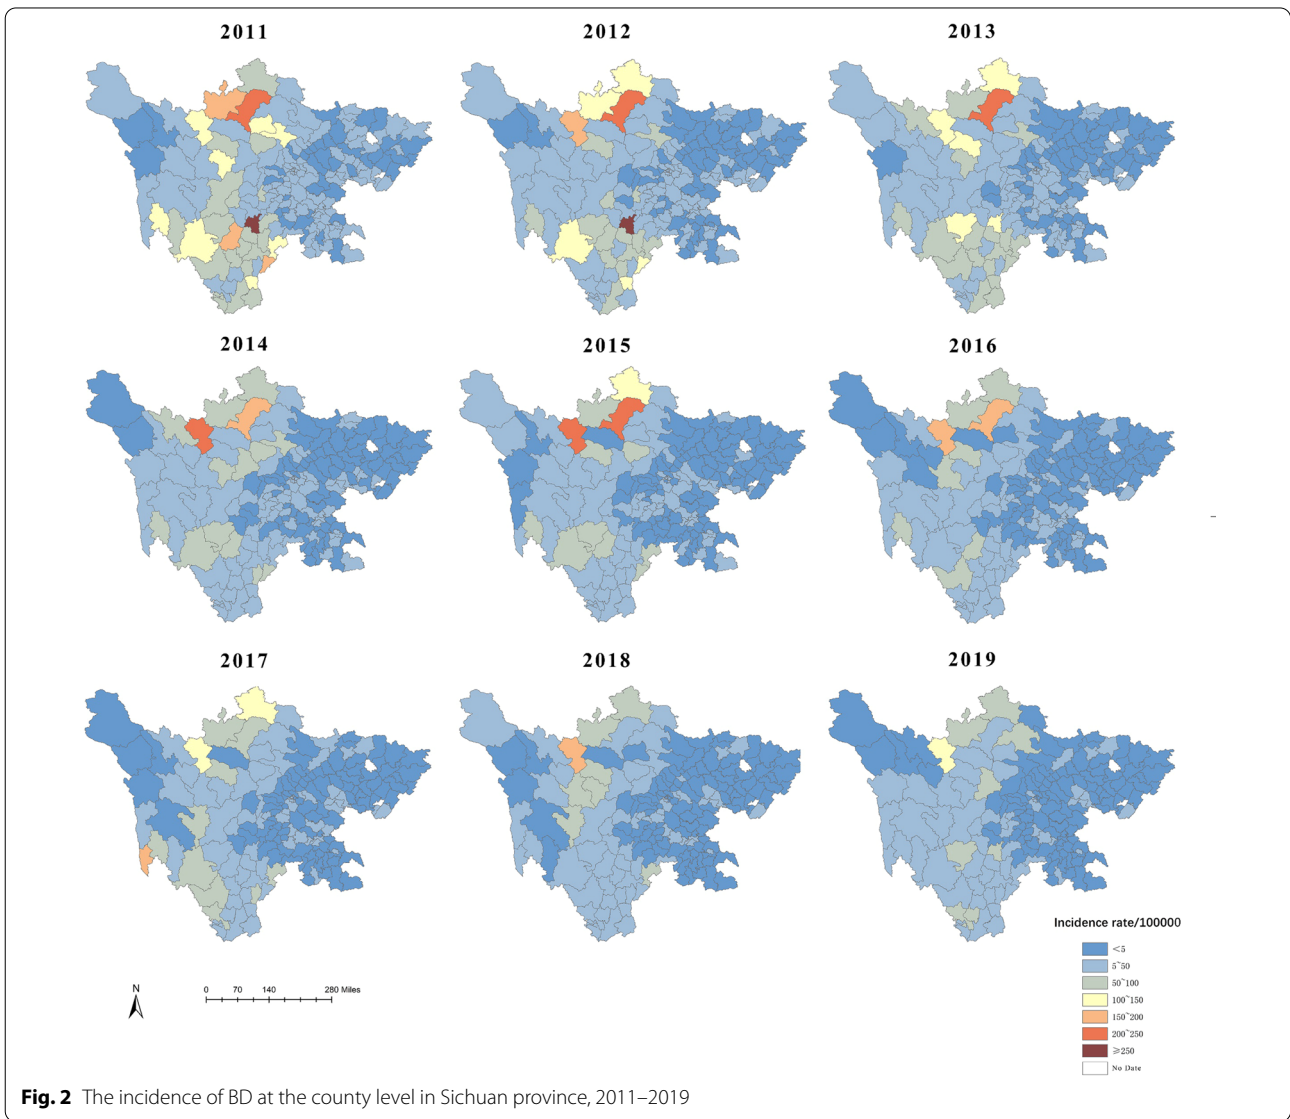 2011 2012 2013
2014 2015 2016
2017 2018 2019
Incidence rate/100000
<5
5~50
50~100
100~150
150~200
200~250
≥250
No Date
N
0 70 140 280 Miles
Fig. 2 The incidence of BD at the county level in Sichuan province, 2011–2019